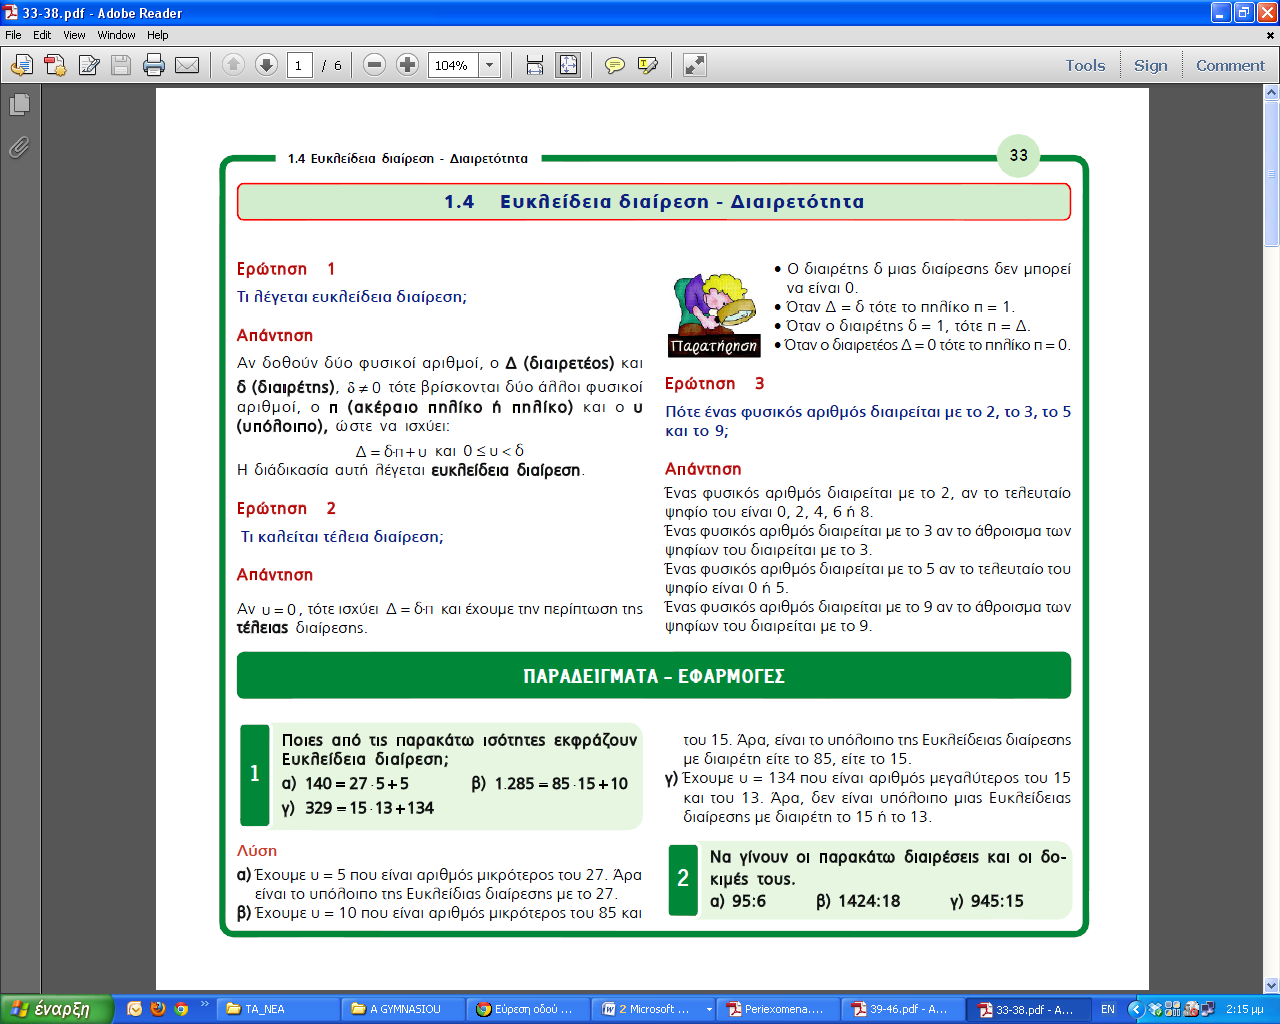 33-38.pdf - Adobe Reader
File Edit View Window Help
1 / 6 104% Tools Sign Comment
1.4 Ευκλείδεια διαίρεση - Διαιρετότητα 33
1.4 Ευκλείδεια διαίρεση - Διαιρετότητα
Ερώτηση 1
Τι λέγεται ευκλείδεια διαίρεση;
Απάντηση
Αν δοθούν δύο φυσικοί αριθμοί, ο Δ (διαιρετέος) και
δ (διαιρέτης), δ ≠ 0 τότε βρίσκονται δύο άλλοι φυσικοί
αριθμοί, ο π (ακέραιο πηλίκο ή πηλίκο) και ο υ
(υπόλοιπο), ώστε να ισχύει:
Δ = δ·π + υ και 0 ≤ υ < δ
Η διάδικασία αυτή λέγεται ευκλείδεια διαίρεση.
Ερώτηση 2
Τι καλείται τέλεια διαίρεση;
Απάντηση
Αν υ = 0, τότε ισχύει Δ = δ·π και έχουμε την περίπτωση της
τέλειας διαίρεσης.
Παρατήρηση
• Ο διαιρέτης δ μιας διαίρεσης δεν μπορεί
να είναι 0.
• Όταν Δ = δ τότε το πηλίκο π = 1.
• Όταν ο διαιρέτης δ = 1, τότε π = Δ.
• Όταν ο διαιρετέος Δ = 0 τότε το πηλίκο π = 0.
Ερώτηση 3
Πότε ένας φυσικός αριθμός διαιρείται με το 2, το 3, το 5
και το 9;
Απάντηση
Ένας φυσικός αριθμός διαιρείται με το 2, αν το τελευταίο
ψηφίο του είναι 0, 2, 4, 6 ή 8.
Ένας φυσικός αριθμός διαιρείται με το 3 αν το άθροισμα των
ψηφίων του διαιρείται με το 3.
Ένας φυσικός αριθμός διαιρείται με το 5 αν το τελευταίο του
ψηφίο είναι 0 ή 5.
Ένας φυσικός αριθμός διαιρείται με το 9 αν το άθροισμα των
ψηφίων του διαιρείται με το 9.
ΠΑΡΑΔΕΙΓΜΑΤΑ – ΕΦΑΡΜΟΓΕΣ
1
Ποιες από τις παρακάτω ισότητες εκφράζουν
Ευκλείδεια διαίρεση;
α) 140 = 27 · 5 + 5 β) 1.285 = 85 · 15 + 10
γ) 329 = 15 · 13 + 134
Λύση
α) Έχουμε υ = 5 που είναι αριθμός μικρότερος του 27. Άρα
είναι το υπόλοιπο της Ευκλείδιας διαίρεσης με το 27.
β) Έχουμε υ = 10 που είναι αριθμός μικρότερος του 85 και
του 15. Άρα, είναι το υπόλοιπο της Ευκλείδειας διαίρεσης
με διαιρέτη είτε το 85, είτε το 15.
γ) Έχουμε υ = 134 που είναι αριθμός μεγαλύτερος του 15
και του 13. Άρα, δεν είναι υπόλοιπο μιας Ευκλείδειας
διαίρεσης με διαιρέτη το 15 ή το 13.
2
Να γίνουν οι παρακάτω διαιρέσεις και οι δο-
κιμές τους.
α) 95:6 β) 1424:18 γ) 945:15
έναρξη TA_NEA A GYMNASIOU Εύρεση οδού ... 2 Microsoft ... Periexomena.... 39-46.pdf - A... 33-38.pdf - A... EN 2:15 μμ